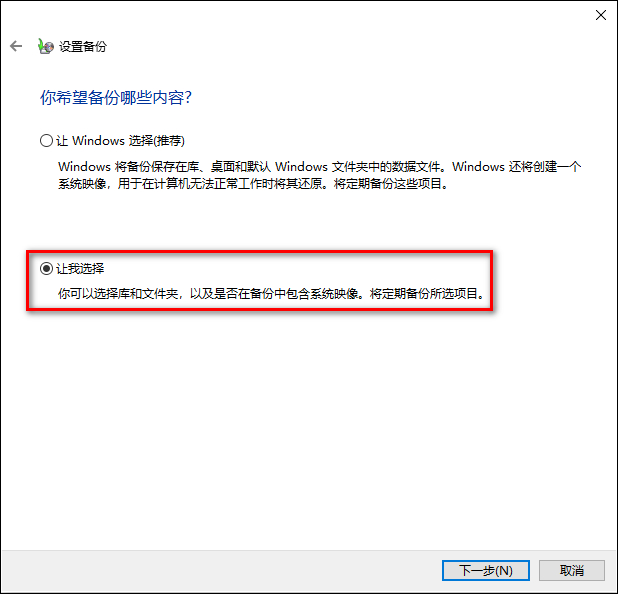 设置备份
你希望备份哪些内容?
让 Windows 选择(推荐)
Windows 将备份保存在库、桌面和默认 Windows 文件夹中的数据文件。Windows 还将创建一个
系统映像，用于在计算机无法正常工作时将其还原。将定期备份这些项目。
让我选择
你可以选择库和文件夹，以及是否在备份中包含系统映像。将定期备份所选项目。
下一步(N)
取消